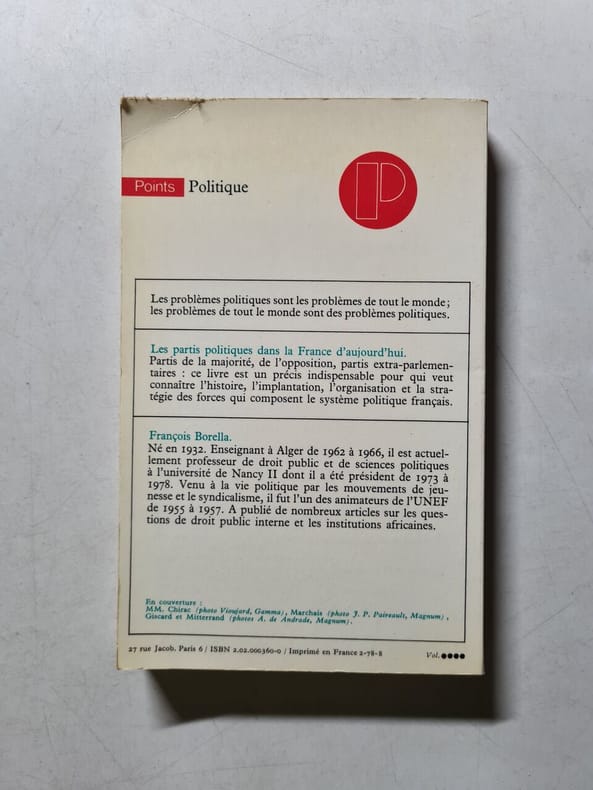 Points Politique
P
Les problèmes politiques sont les problèmes de tout le monde;
les problèmes de tout le monde sont des problèmes politiques.
Les partis politiques dans la France d'aujourd'hui.
Partis de la majorité, de l'opposition, partis extra-parlemen-
taires : ce livre est un précis indispensable pour qui veut
connaître l'histoire, l'implantation, l'organisation et la stra-
tégie des forces qui composent le système politique français.
François Borella.
Né en 1932. Enseignant à Alger de 1962 à 1966, il est actuel-
lement professeur de droit public et de sciences politiques
à l'université de Nancy II dont il a été président de 1973 à
1978. Venu à la vie politique par les mouvements de jeu-
nesse et le syndicalisme, il fut l'un des animateurs de l'UNEF
de 1955 à 1957. A publié de nombreux articles sur les ques-
tions de droit public interne et les institutions africaines.
En couverture :
MM. Chirac (photo Vioujard, Gamma), Marchais (photo J. P. Paireault, Magnum),
Giscard et Mitterrand (photos A. de Andrade, Magnum).
27 rue Jacob. Paris 6 / ISBN 2.02.000360-0 / Imprimé en France 2-78-8
Vol.●●●●